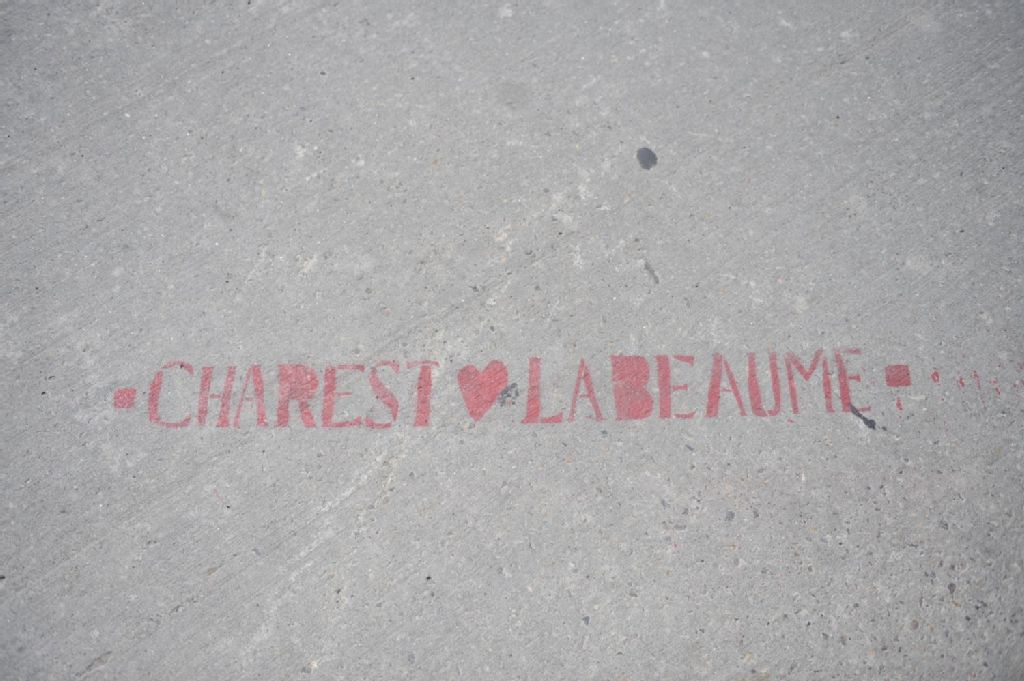 ▪ CHAREST ♥ LABEAUME ▪